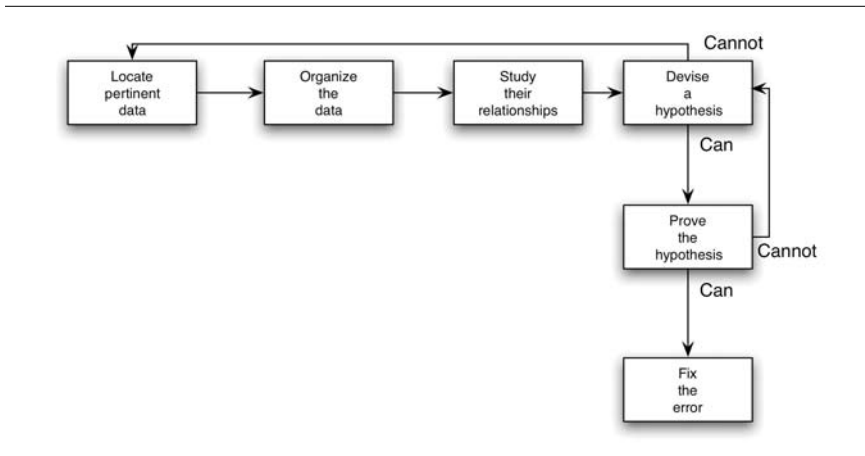 Cannot
Locate
pertinent
data
Organize
the
data
Study
their
relationships
Devise
a
hypothesis
Can
Prove
the
hypothesis
Cannot
Can
Fix
the
error